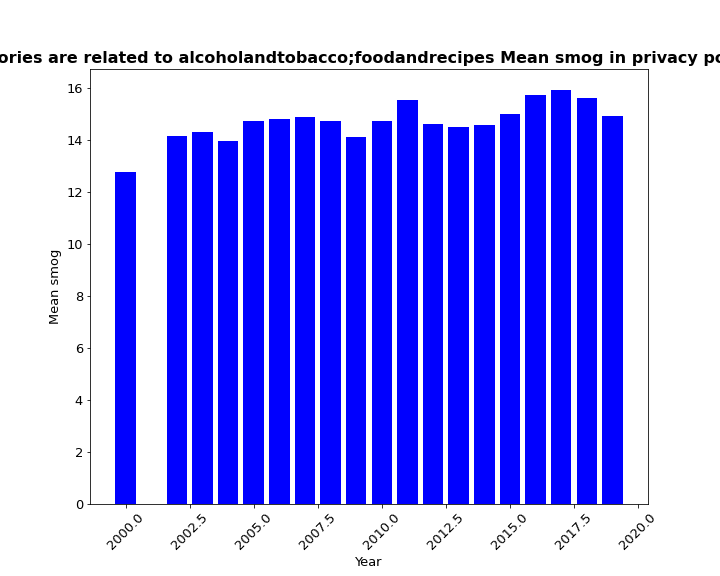 ories are related to alcoholandtobacco;foodandrecipes Mean smog in privacy po
16
14
12
10
8
6
4
2
0
Mean smog
2000.0 2002.5 2005.0 2007.5 2010.0 2012.5 2015.0 2017.5 2020.0
Year